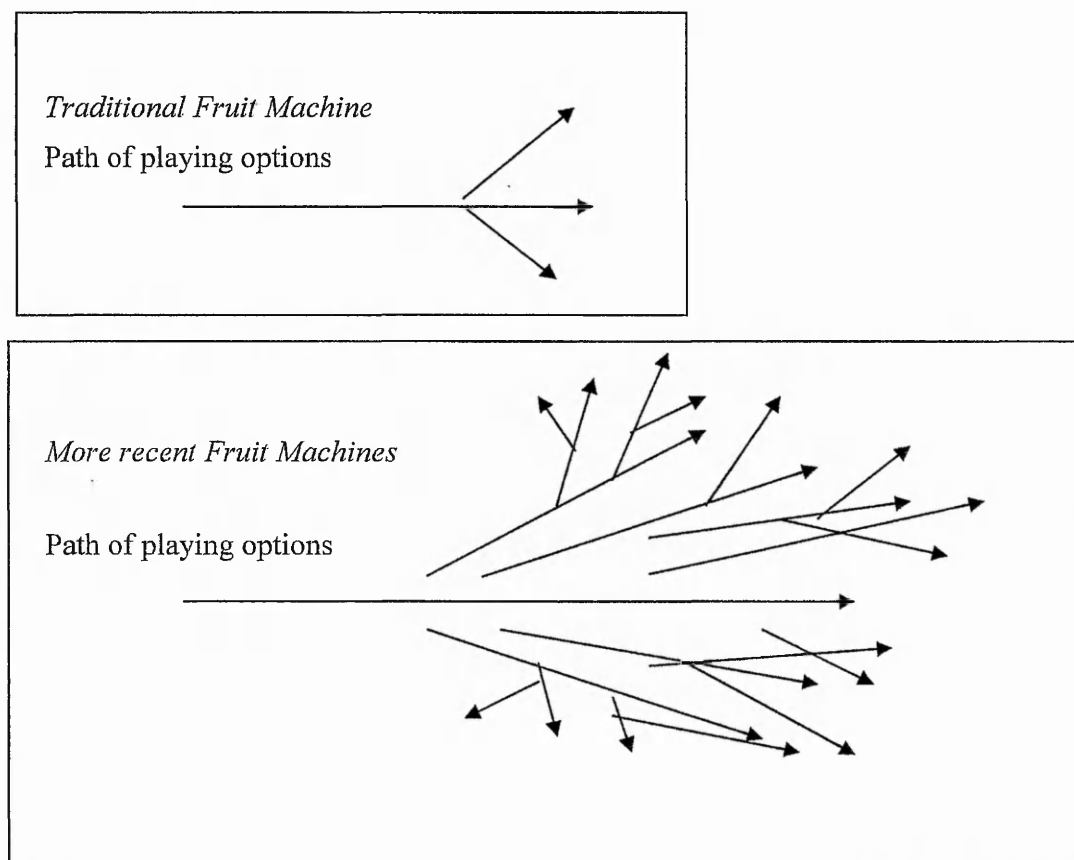 Traditional Fruit Machine
Path of playing options
More recent Fruit Machines
Path of playing options